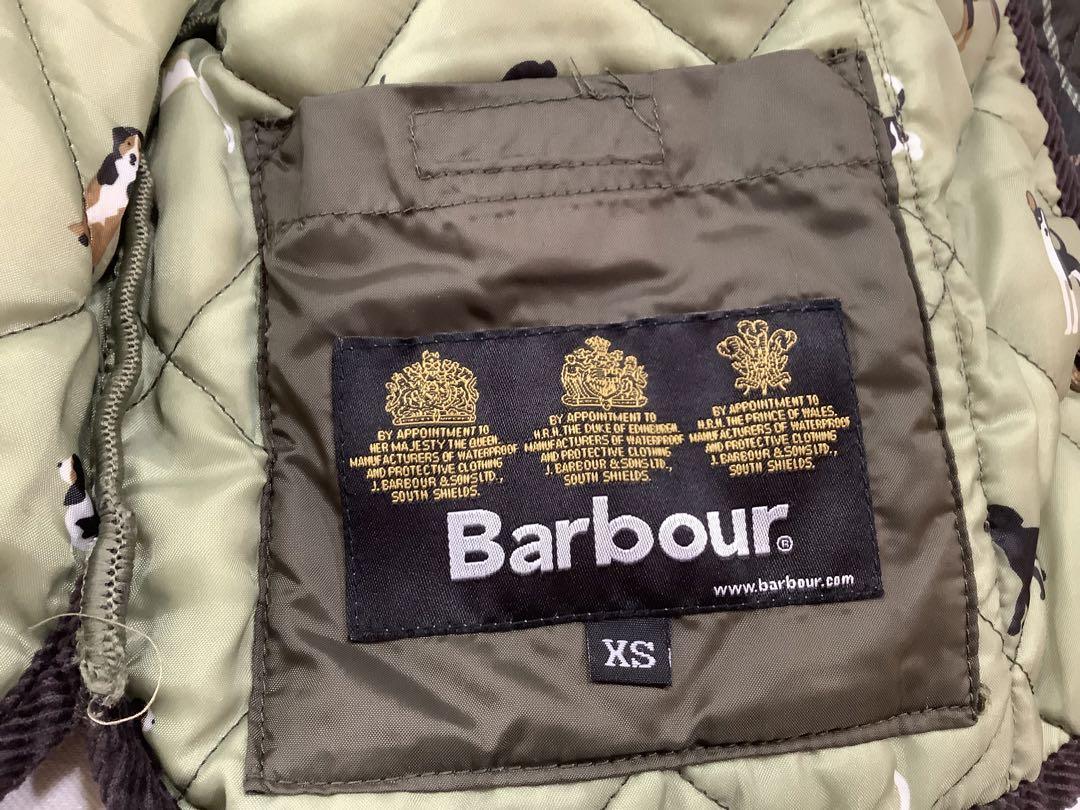 BY APPOINTMENT TO
HER MAJESTY THE QUEEN
MANUFACTURERS OF WATERPROOF
AND PROTECTIVE CLOTHING
J. BARBOUR & SONS LTD.,
SOUTH SHIELDS.
BY APPOINTMENT TO
H.R.H. THE DUKE OF EDINBURGH
MANUFACTURERS OF WATERPROOF
AND PROTECTIVE CLOTHING
J. BARBOUR & SONS LTD.,
SOUTH SHIELDS.
BY APPOINTMENT TO
H.R.H. THE PRINCE OF WALES.
MANUFACTURERS OF WATERPROOF
AND PROTECTIVE CLOTHING
J. BARBOUR & SONS LTD.,
SOUTH SHIELDS.
Barbour®
www.barbour.com
XS